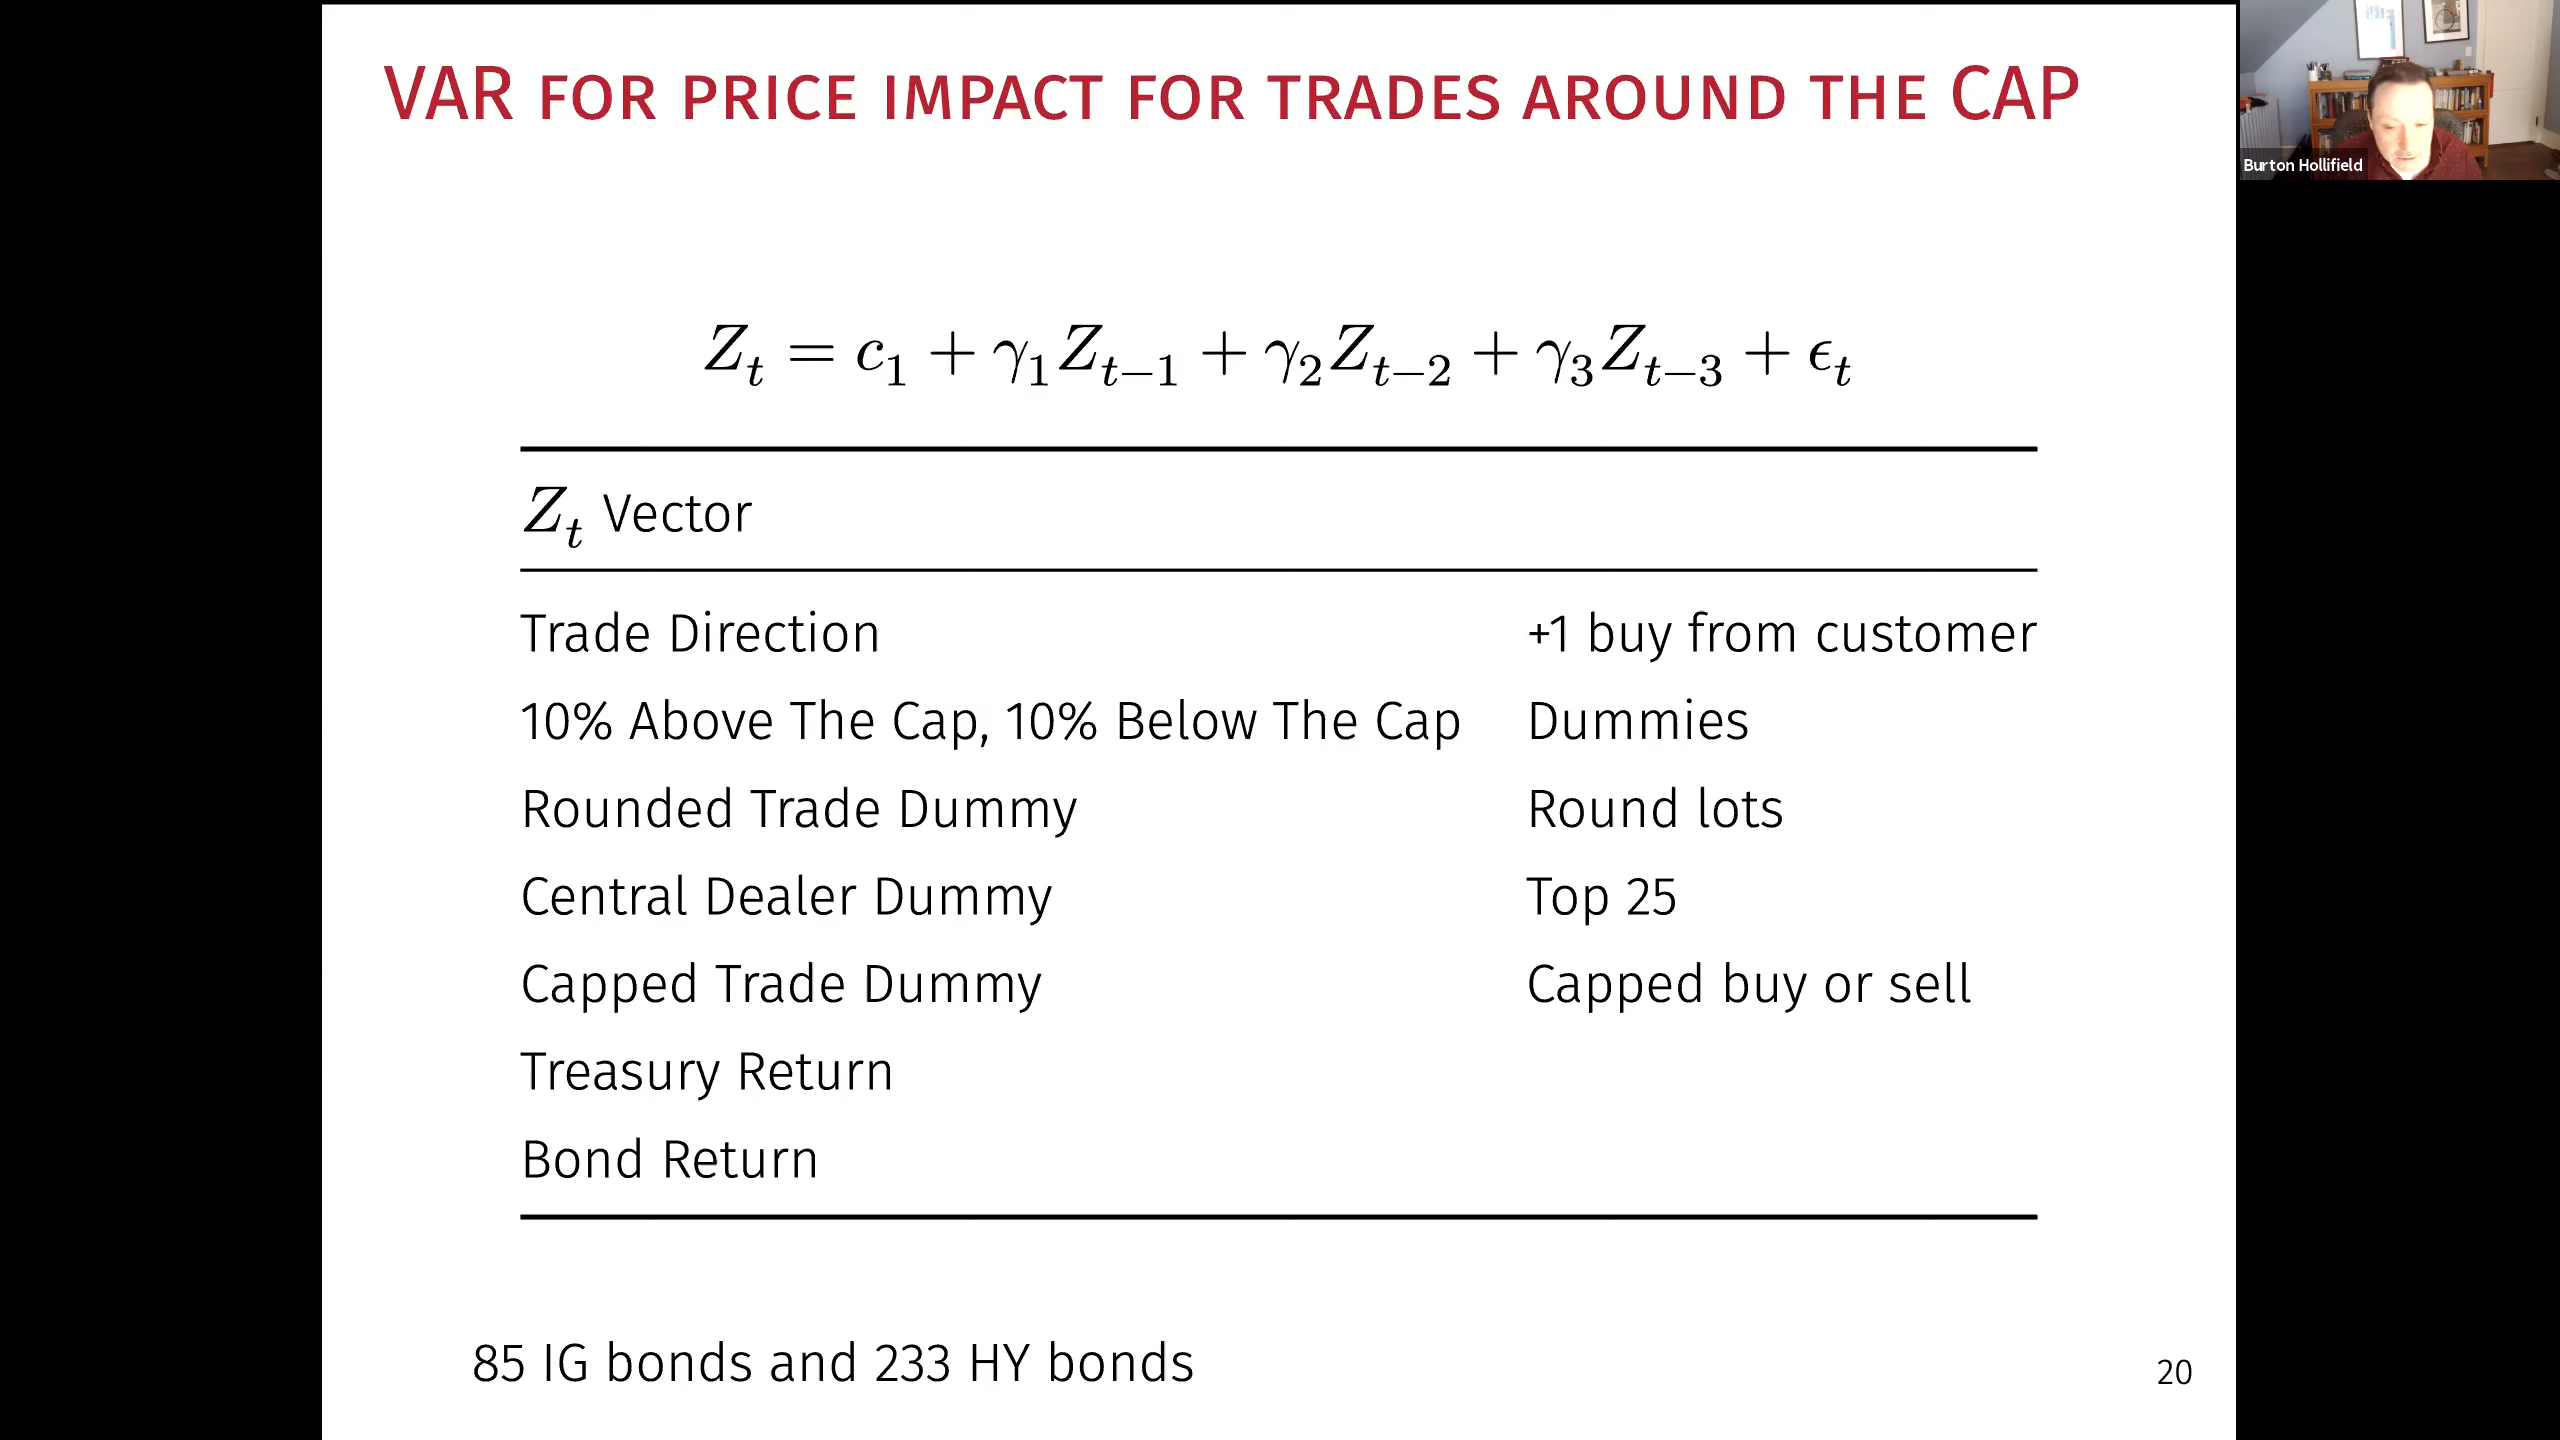 VAR FOR PRICE IMPACT FOR TRADES AROUND THE CAP
Burton Hollifield
Z_t = c_1 + γ_1 Z_{t−1} + γ_2 Z_{t−2} + γ_3 Z_{t−3} + ϵ_t
Z_t Vector
Trade Direction +1 buy from customer
10% Above The Cap, 10% Below The Cap Dummies
Rounded Trade Dummy Round lots
Central Dealer Dummy Top 25
Capped Trade Dummy Capped buy or sell
Treasury Return
Bond Return
85 IG bonds and 233 HY bonds
20